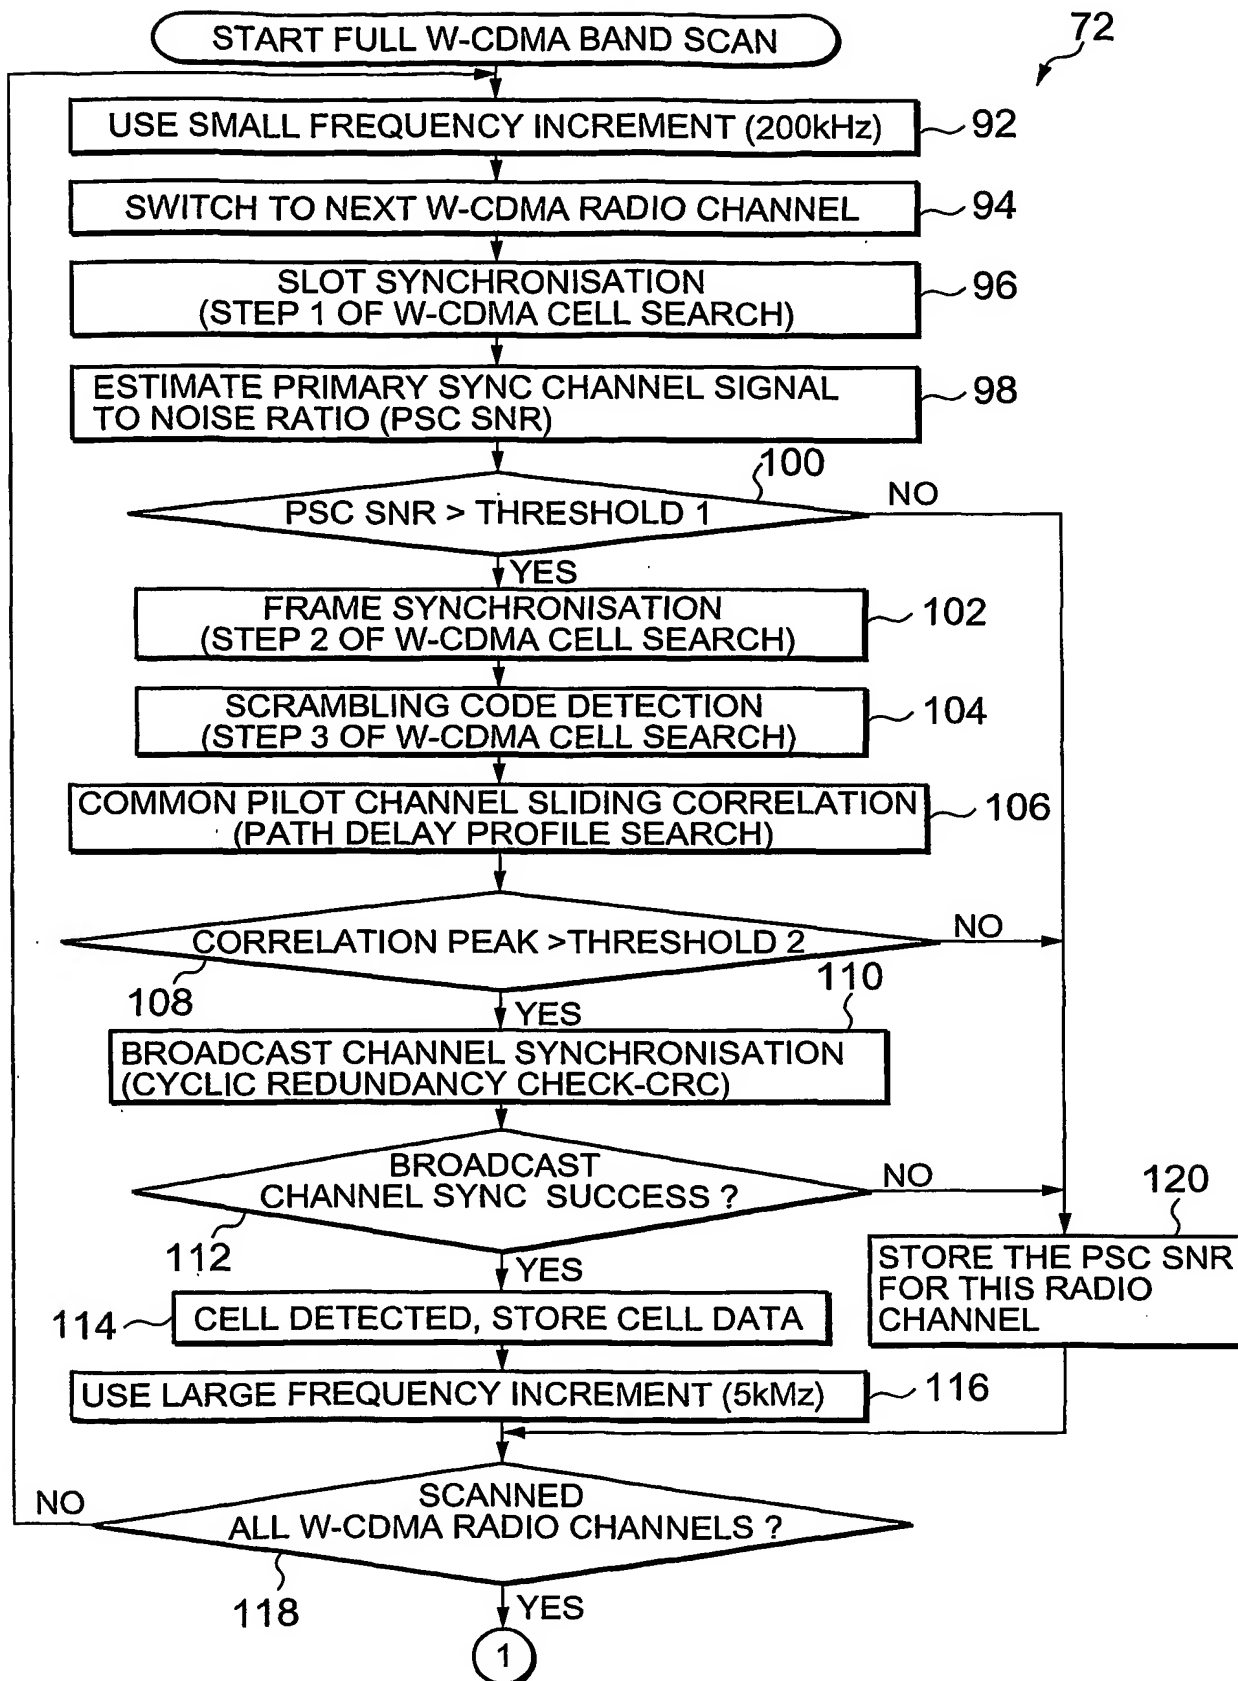 START FULL W-CDMA BAND SCAN
72
USE SMALL FREQUENCY INCREMENT (200kHz)
92
SWITCH TO NEXT W-CDMA RADIO CHANNEL
94
SLOT SYNCHRONISATION
(STEP 1 OF W-CDMA CELL SEARCH)
96
ESTIMATE PRIMARY SYNC CHANNEL SIGNAL
TO NOISE RATIO (PSC SNR)
98
100
PSC SNR > THRESHOLD 1
NO
YES
FRAME SYNCHRONISATION
(STEP 2 OF W-CDMA CELL SEARCH)
102
SCRAMBLING CODE DETECTION
(STEP 3 OF W-CDMA CELL SEARCH)
104
COMMON PILOT CHANNEL SLIDING CORRELATION
(PATH DELAY PROFILE SEARCH)
106
CORRELATION PEAK >THRESHOLD 2
NO
108
YES
110
BROADCAST CHANNEL SYNCHRONISATION
(CYCLIC REDUNDANCY CHECK-CRC)
BROADCAST
CHANNEL SYNC SUCCESS ?
NO
112
YES
120
STORE THE PSC SNR
FOR THIS RADIO
CHANNEL
114
CELL DETECTED, STORE CELL DATA
USE LARGE FREQUENCY INCREMENT (5kMz)
116
SCANNED
ALL W-CDMA RADIO CHANNELS ?
NO
118
YES
1